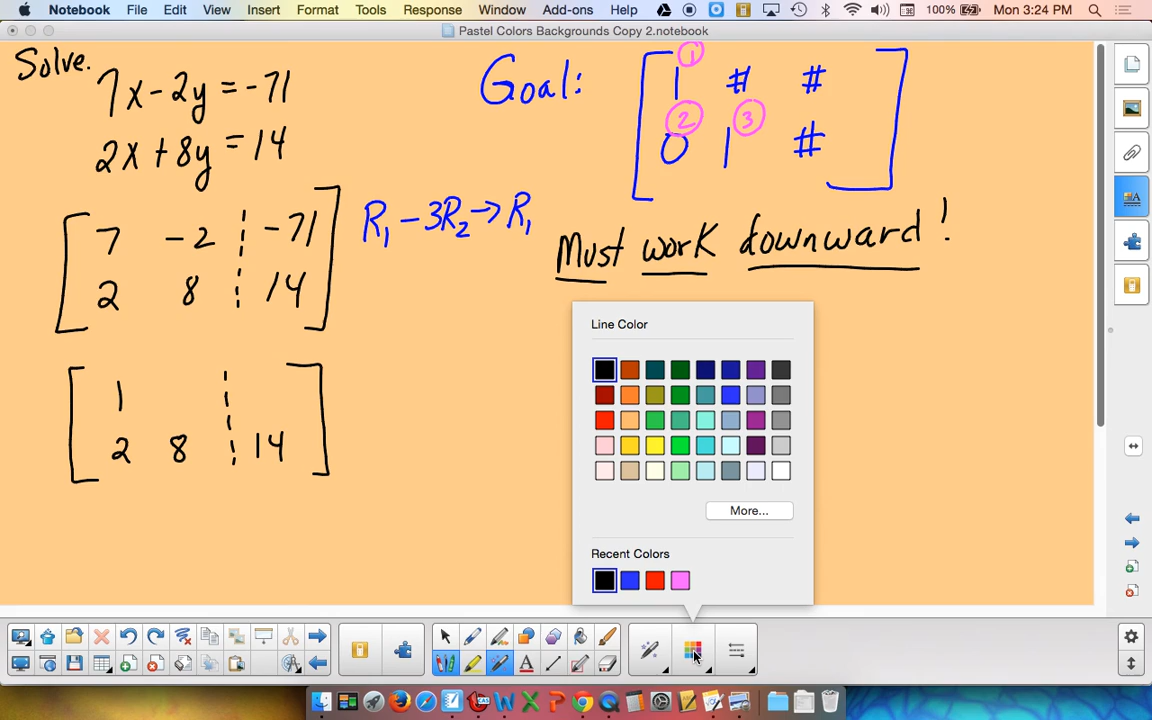 Notebook File Edit View Insert Format Tools Response Window Add-ons Help 100% Mon 3:24 PM
Pastel Colors Backgrounds Copy 2.notebook
Solve.
7x - 2y = -71
2x + 8y = 14
Goal:
1 # #
0 1 #
1
2 3
7 -2 -71
2 8 14
R₁ - 3R₂ → R₁
Must work downward!
1
2 8 14
Line Color
More...
Recent Colors